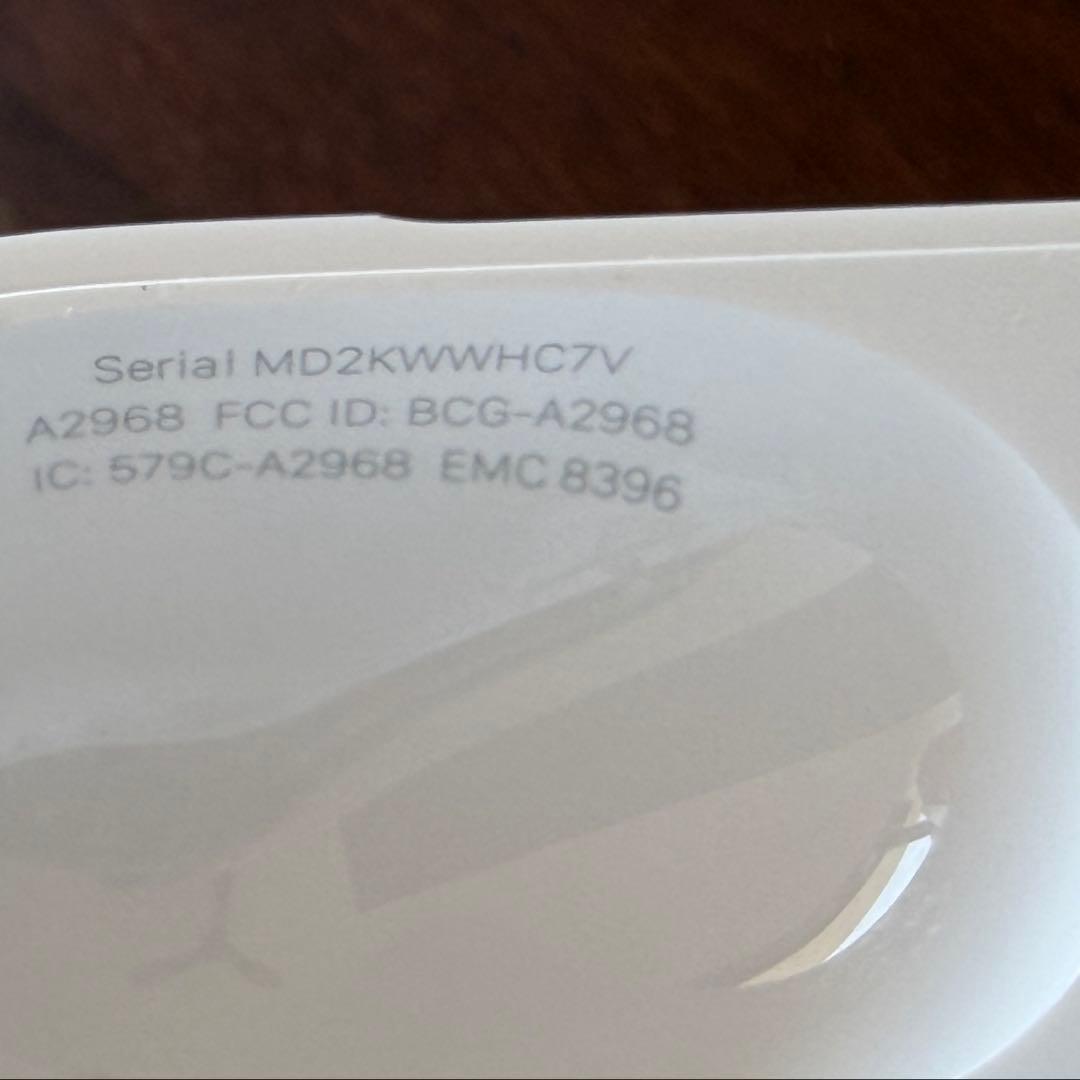 Serial MD2KWWHC7V
A2968 FCC ID: BCG-A2968
IC: 579C-A2968 EMC 8396